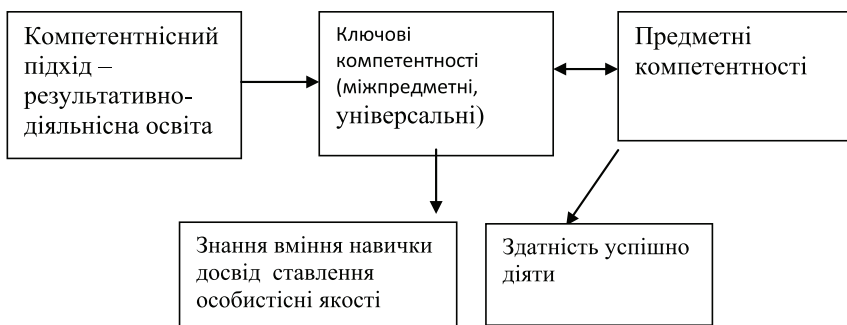 Компетентнісний
підхід –
результативно-
діяльнісна освіта
Ключові
компетентності
(міжпредметні,
універсальні)
Предметні
компетентності
Знання вміння навички
досвід ставлення
особистісні якості
Здатність успішно
діяти